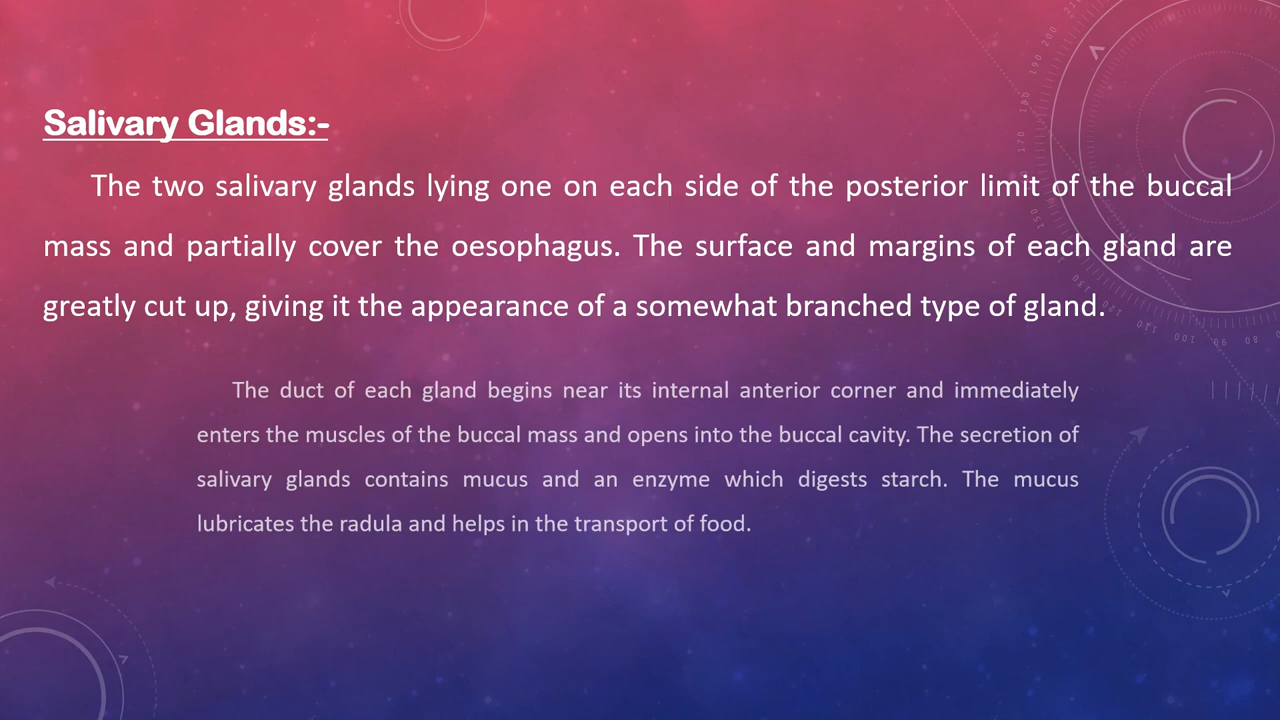 Salivary Glands:-
The two salivary glands lying one on each side of the posterior limit of the buccal
mass and partially cover the oesophagus. The surface and margins of each gland are
greatly cut up, giving it the appearance of a somewhat branched type of gland.
The duct of each gland begins near its internal anterior corner and immediately
enters the muscles of the buccal mass and opens into the buccal cavity. The secretion of
salivary glands contains mucus and an enzyme which digests starch. The mucus
lubricates the radula and helps in the transport of food.